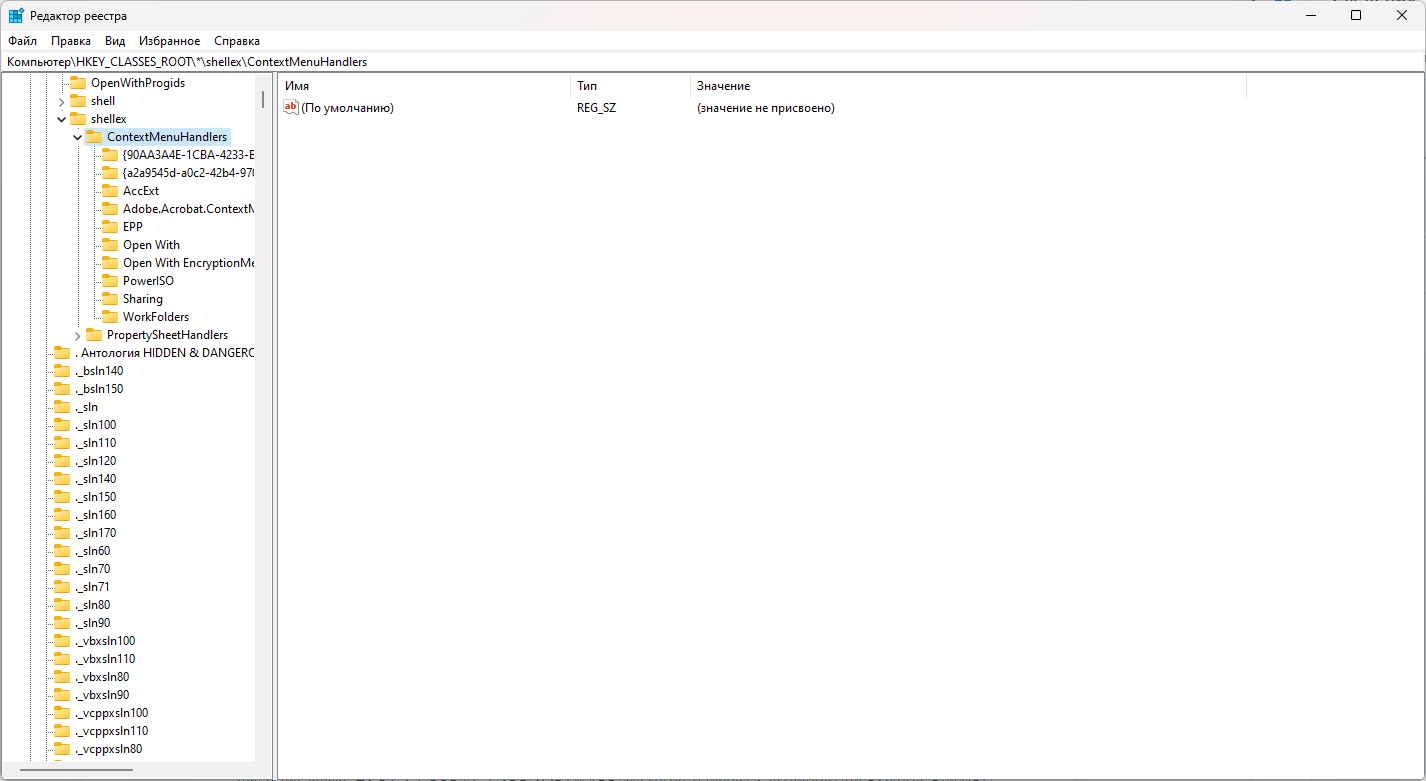 Редактор реестра
Файл Правка Вид Избранное Справка
Компьютер\HKEY_CLASSES_ROOT\*\shellex\ContextMenuHandlers
OpenWithProgids
shell
shellex
ContextMenuHandlers
{90AA3A4E-1CBA-4233-B
{a2a9545d-a0c2-42b4-970
AccExt
Adobe.Acrobat.ContextM
EPP
Open With
Open With EncryptionMe
PowerISO
Sharing
WorkFolders
PropertySheetHandlers
. Антология HIDDEN & DANGERO
._bsln140
._bsln150
._sln
._sln100
._sln110
._sln120
._sln140
._sln150
._sln160
._sln170
._sln60
._sln70
._sln71
._sln80
._sln90
._vbxsln100
._vbxsln110
._vbxsln80
._vbxsln90
._vcppxsln100
._vcppxsln110
._vcppxsln80
Имя Тип Значение
ab (По умолчанию) REG_SZ (значение не присвоено)